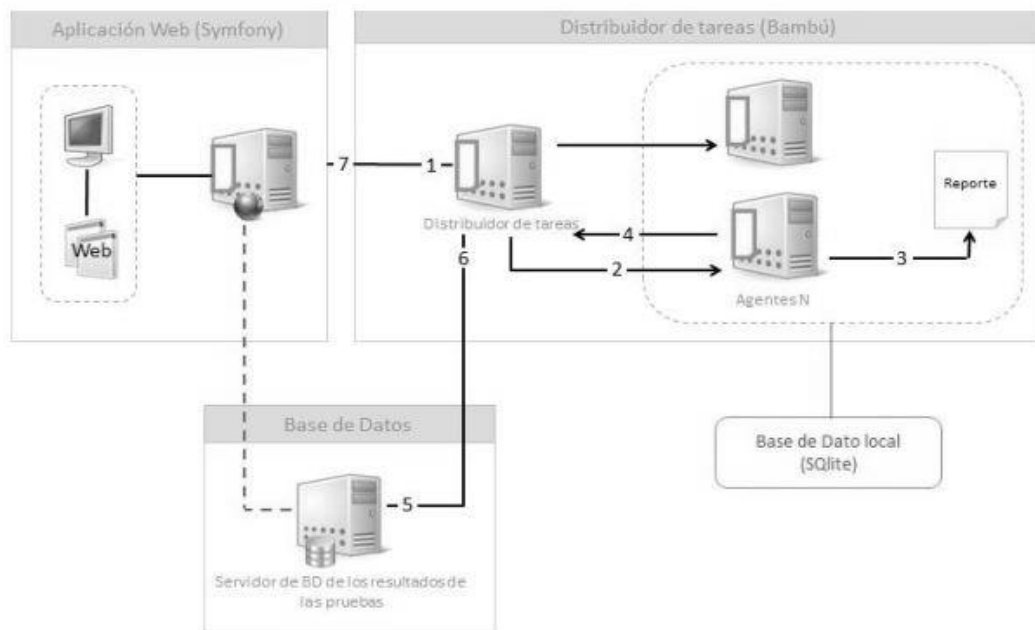 Aplicación Web (Symfony)
Distribuidor de tareas (Bambú)
Web
7
1
Distribuidor de tareas
6
4
2
3
Reporte
Agentes N
Base de Datos
5
Servidor de BD de los resultados de
las pruebas
Base de Dato local
(SQlite)